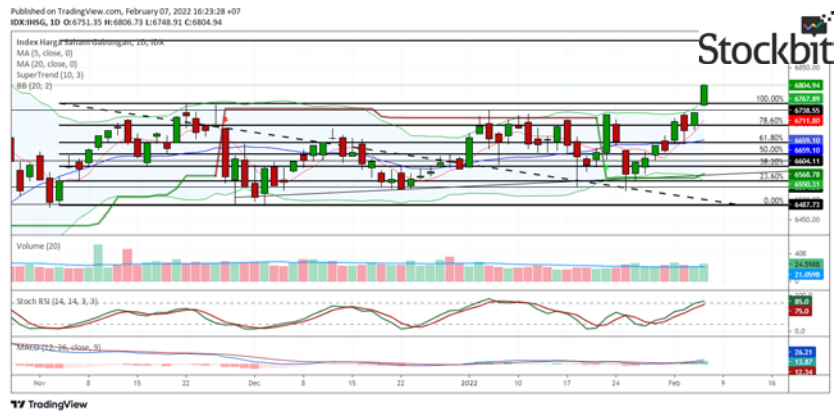 Published on TradingView.com, February 07, 2022 16:23:28 +07
IDX:IHSG, 1D O:6751.35 H:6806.73 L:6748.91 C:6804.94
Index Harga Saham Gabungan, 1D, IDX
MA (5, close, 0)
MA (20, close, 0)
SuperTrend (10, 3)
BB (20, 2)
Stockbit
6850.00
6804.94
6767.89
100.00%
6738.55
6711.80
78.60%
61.80%
6659.10
6659.10
50.00%
6604.11
38.20%
6568.78
23.60%
6550.31
0.00%
6487.73
6450.00
Volume (20)
40B
24.598B
21.059B
Stoch RSI (14, 14, 3, 3)
85.0
75.0
0.0
MACD (12, 26, close, 9)
26.21
13.87
12.34
Nov 8 15 22 Dec 8 15 22 2022 10 17 24 Feb 9 16
TradingView